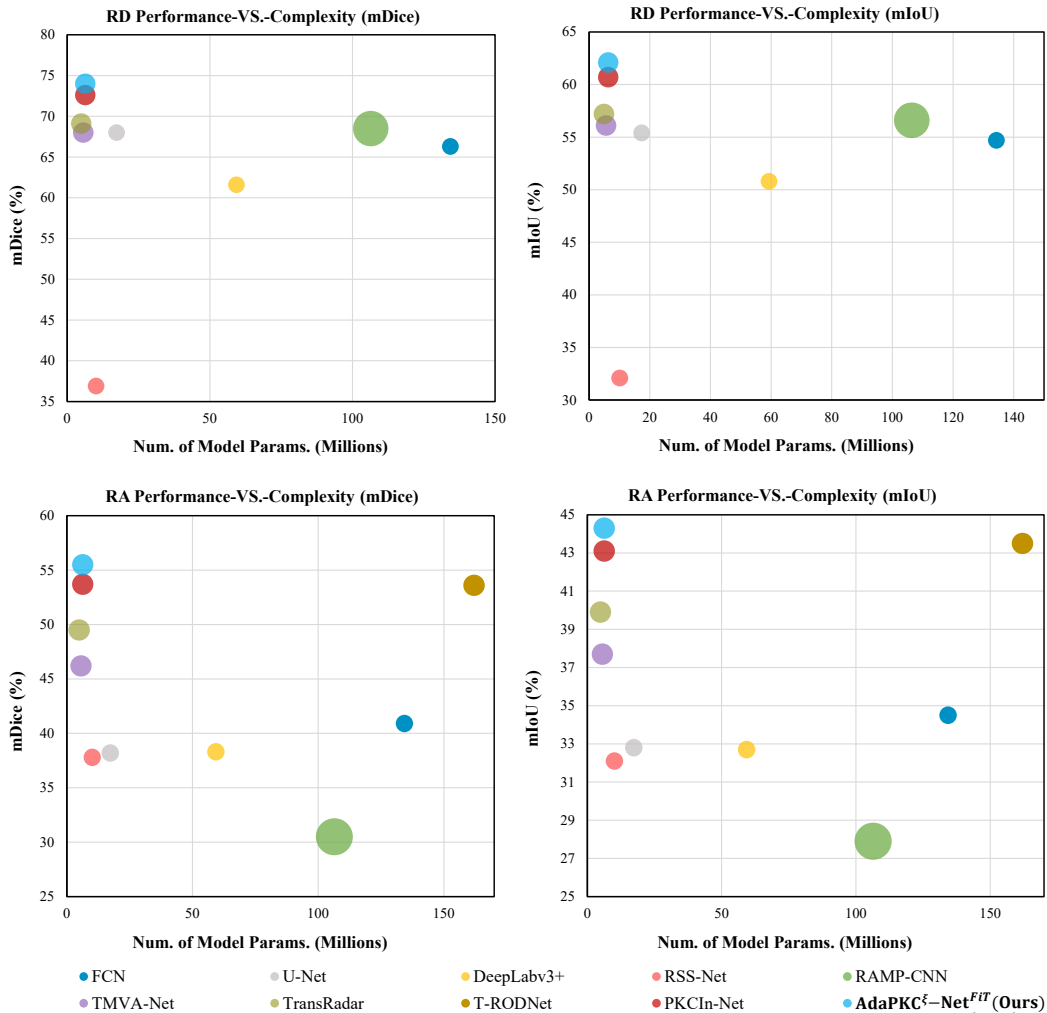 RD Performance-VS.-Complexity (mDice)
80
75
70
65
60
55
50
45
40
35
mDice (%)
0 50 100 150
Num. of Model Params. (Millions)
RD Performance-VS.-Complexity (mIoU)
65
60
55
50
45
40
35
30
mIoU (%)
0 20 40 60 80 100 120 140
Num. of Model Params. (Millions)
RA Performance-VS.-Complexity (mDice)
60
55
50
45
40
35
30
25
mDice (%)
0 50 100 150
Num. of Model Params. (Millions)
RA Performance-VS.-Complexity (mIoU)
45
43
41
39
37
35
33
31
29
27
25
mIoU (%)
0 50 100 150
Num. of Model Params. (Millions)
FCN U-Net DeepLabv3+ RSS-Net RAMP-CNN
TMVA-Net TransRadar T-RODNet PKCIn-Net AdaPKC^ξ−Net^FiT(Ours)